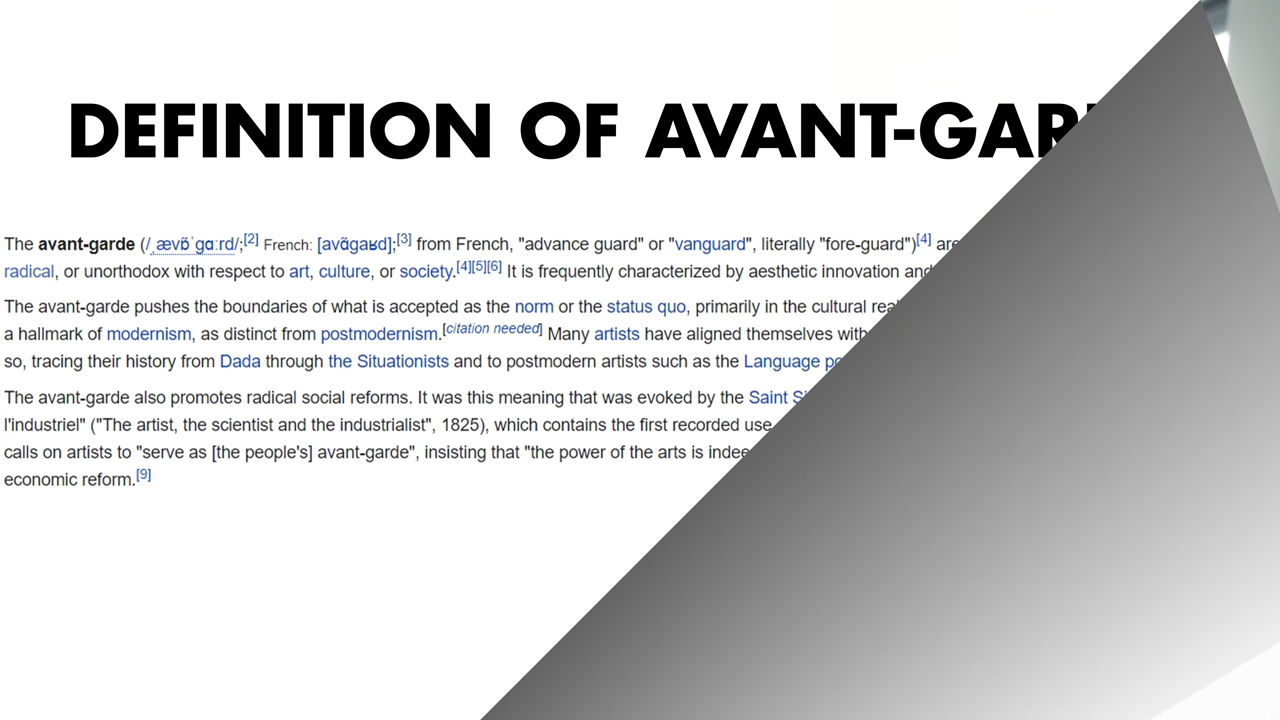 DEFINITION OF AVANT-GAR
The avant-garde (/ˌævɒ̃ˈɡɑːrd/;[2] French: [avɑ̃ɡaʁd];[3] from French, "advance guard" or "vanguard", literally "fore-guard")[4] are
radical, or unorthodox with respect to art, culture, or society.[4][5][6] It is frequently characterized by aesthetic innovation and
The avant-garde pushes the boundaries of what is accepted as the norm or the status quo, primarily in the cultural
a hallmark of modernism, as distinct from postmodernism.[citation needed] Many artists have aligned themselves with
so, tracing their history from Dada through the Situationists and to postmodern artists such as the Language
The avant-garde also promotes radical social reforms. It was this meaning that was evoked by the Saint
l'industriel" ("The artist, the scientist and the industrialist", 1825), which contains the first recorded use
calls on artists to "serve as [the people's] avant-garde", insisting that "the power of the arts is
economic reform.[9]